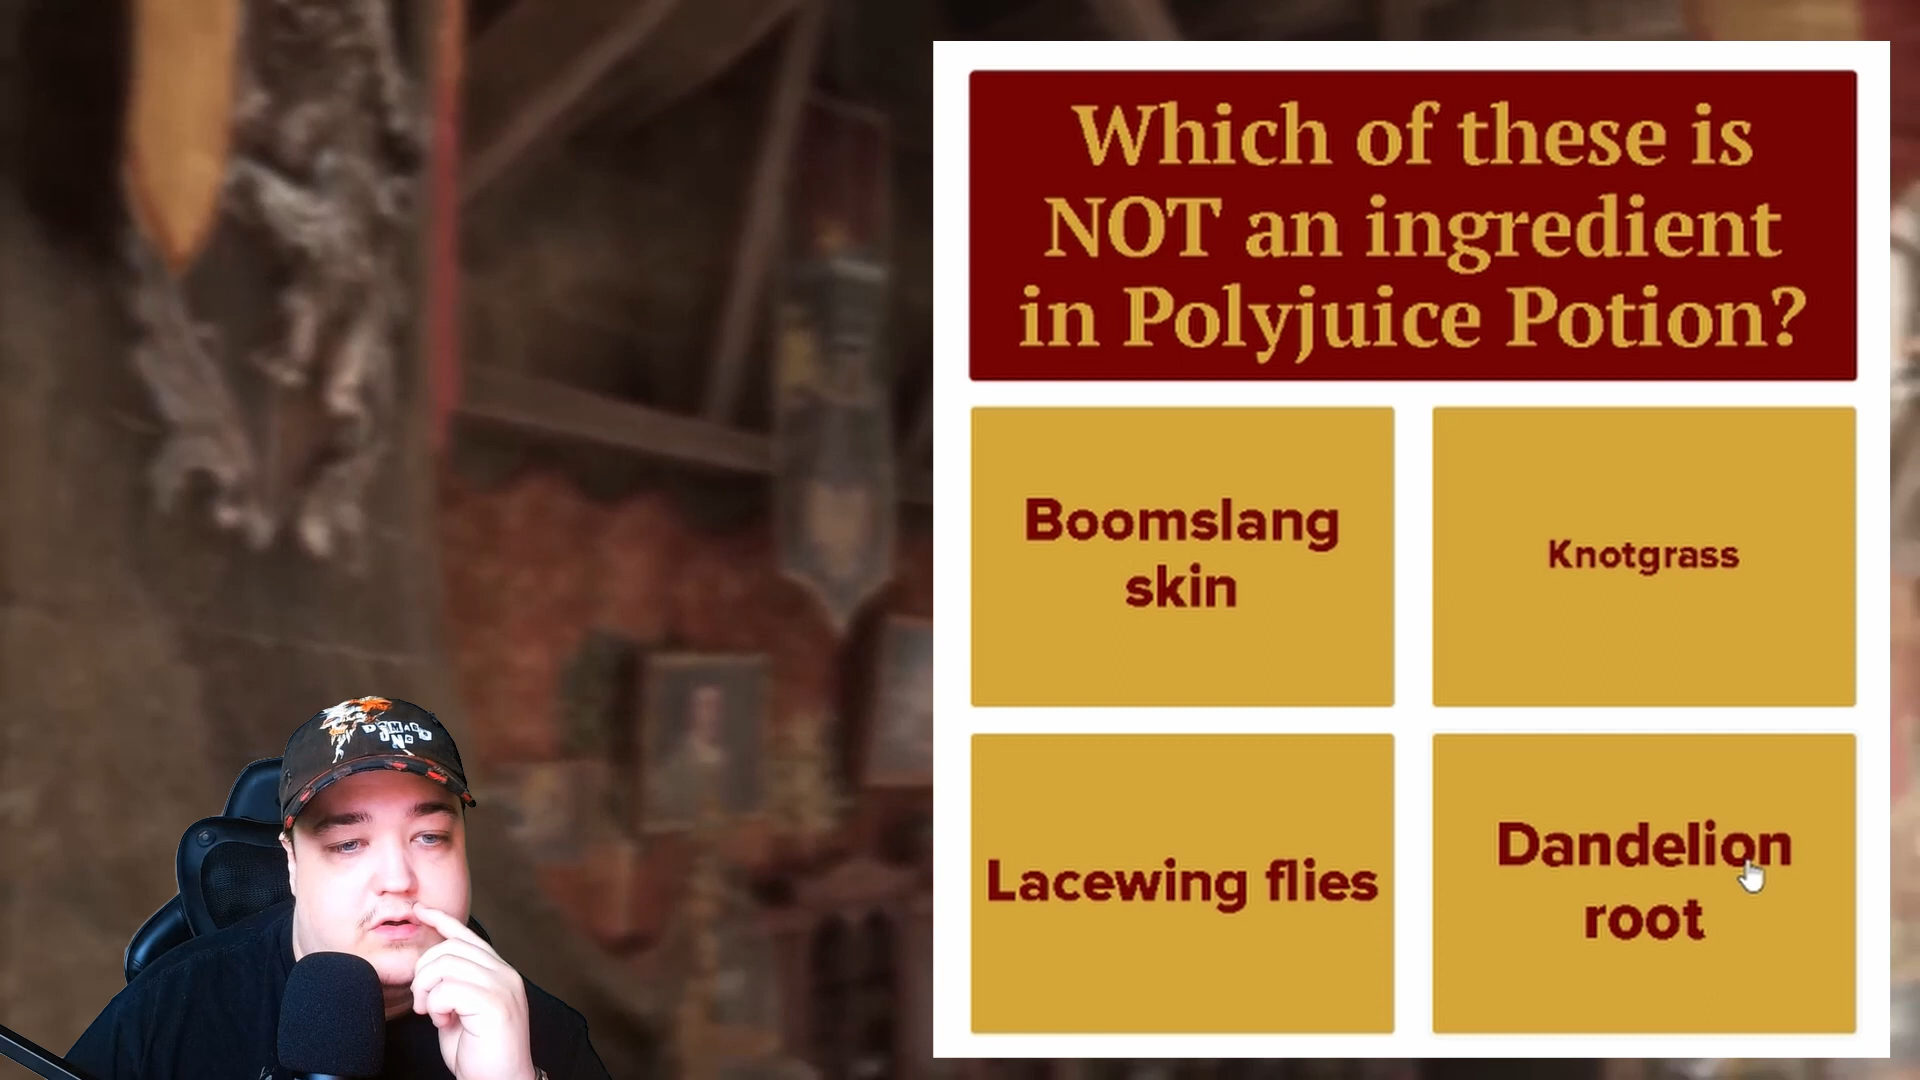 Which of these is
NOT an ingredient
in Polyjuice Potion?
Boomslang
skin
Knotgrass
Lacewing flies
Dandelion
root